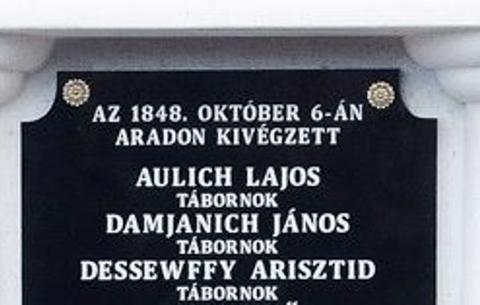 AZ 1848. OKTÓBER 6-ÁN
ARADON KIVÉGZETT
AULICH LAJOS
TÁBORNOK
DAMJANICH JÁNOS
TÁBORNOK
DESSEWFFY ARISZTID
TÁBORNOK